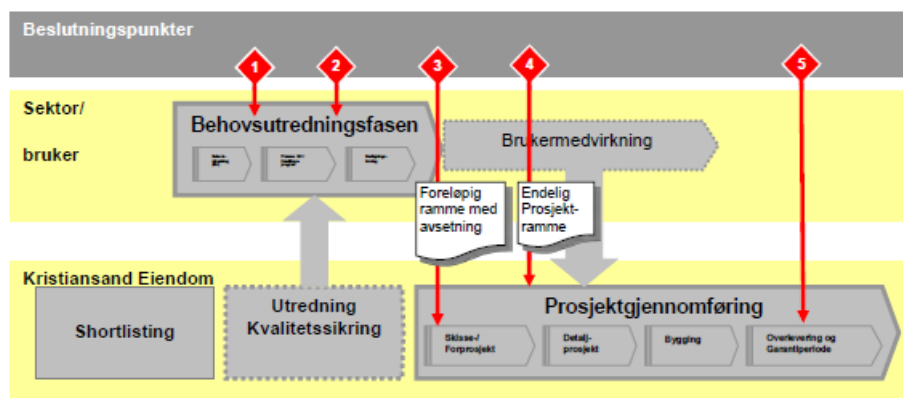 Beslutningspunkter
1
2
3
4
5
Sektor/
bruker
Behovsutredningsfasen
Brukermedvirkning
Foreløpig
ramme med
avsetning
Endelig
Prosjekt-
ramme
Kristiansand Eiendom
Shortlisting
Utredning
Kvalitetssikring
Prosjektgjennomføring
Skisse-/
Forprosjekt
Detalj-
prosjekt
Bygging
Overlevering og
Garantiperiode